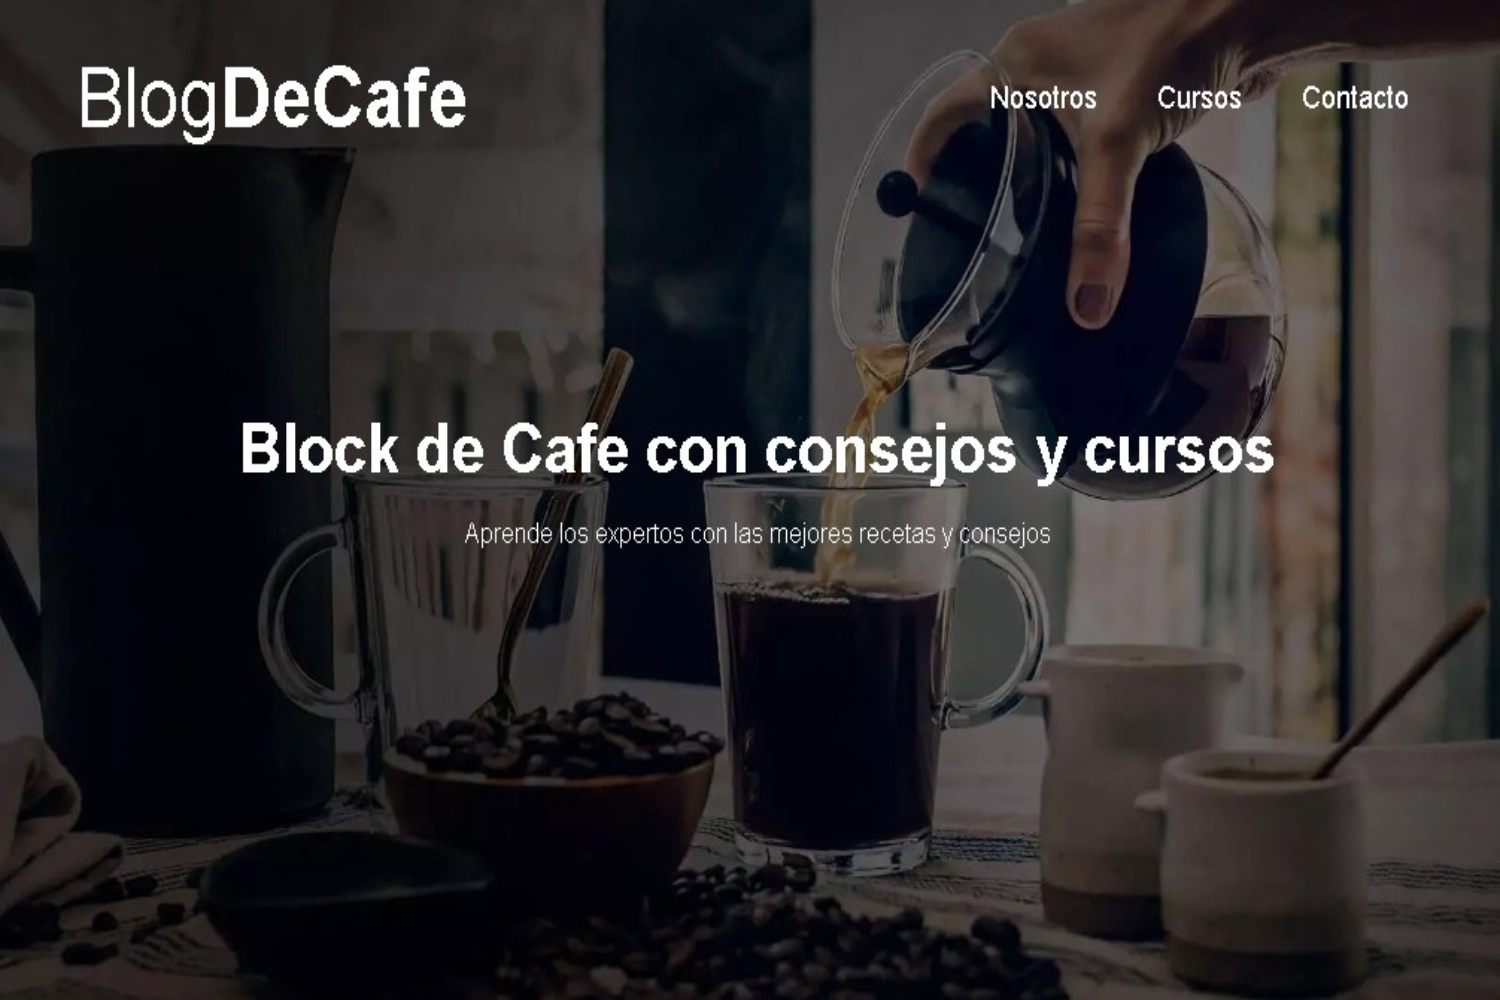 BlogDeCafe
Nosotros Cursos Contacto
Block de Cafe con consejos y cursos
Aprende los expertos con las mejores recetas y consejos